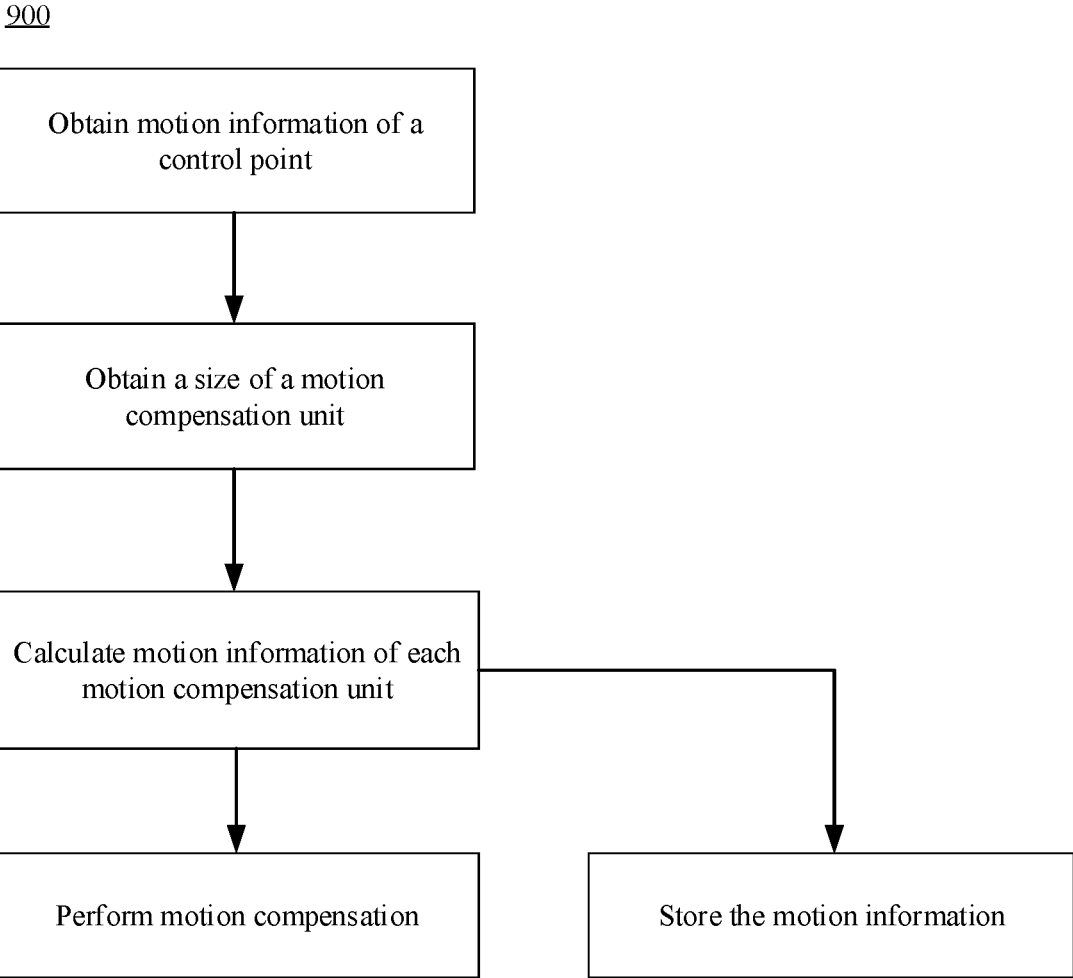 900
Obtain motion information of a
control point
Obtain a size of a motion
compensation unit
Calculate motion information of each
motion compensation unit
Perform motion compensation
Store the motion information